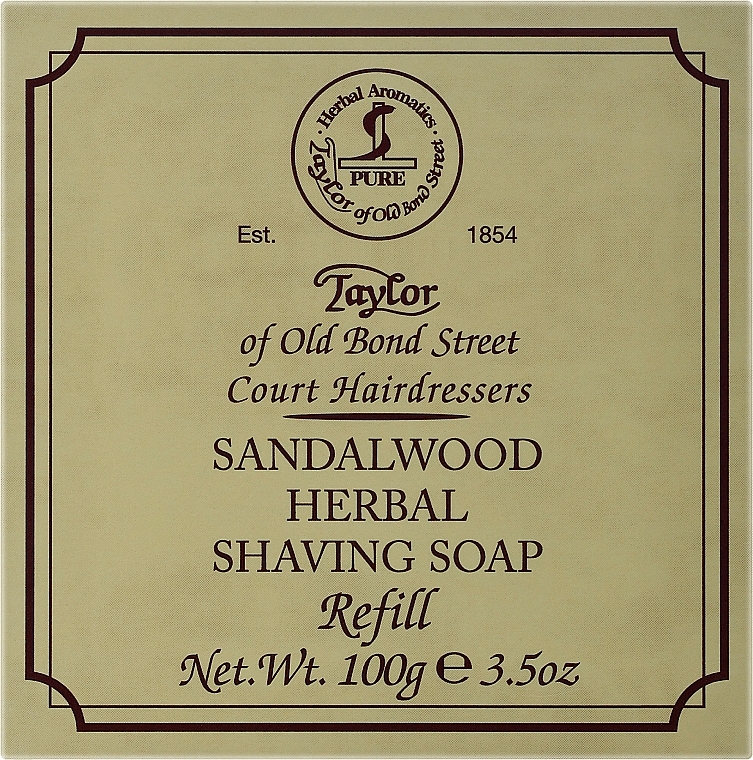 · Herbal Aromatics ·
PURE
Taylor of Old Bond Street
Est. 1854
Taylor
of Old Bond Street
Court Hairdressers
SANDALWOOD
HERBAL
SHAVING SOAP
Refill
Net.Wt. 100g ℮ 3.5oz